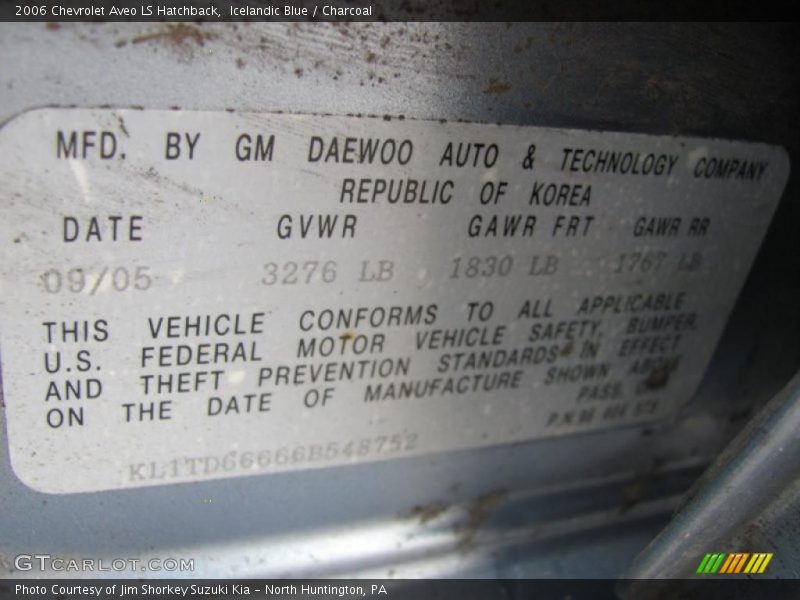 2006 Chevrolet Aveo LS Hatchback, Icelandic Blue / Charcoal
MFD. BY GM DAEWOO AUTO & TECHNOLOGY COMPANY
REPUBLIC OF KOREA
DATE GVWR GAWR FRT GAWR RR
09/05 3276 LB 1830 LB 1767 LB
THIS VEHICLE CONFORMS TO ALL APPLICABLE
U.S. FEDERAL MOTOR VEHICLE SAFETY, BUMPER,
AND THEFT PREVENTION STANDARDS IN EFFECT
ON THE DATE OF MANUFACTURE SHOWN ABOVE
PASS.
KL1TD66666B548752
P.N.96
GTCARLOT.COM
Photo Courtesy of Jim Shorkey Suzuki Kia – North Huntington, PA